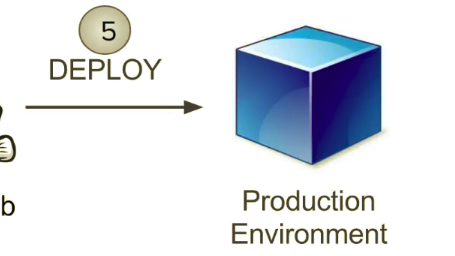 5
DEPLOY
b
Production
Environment